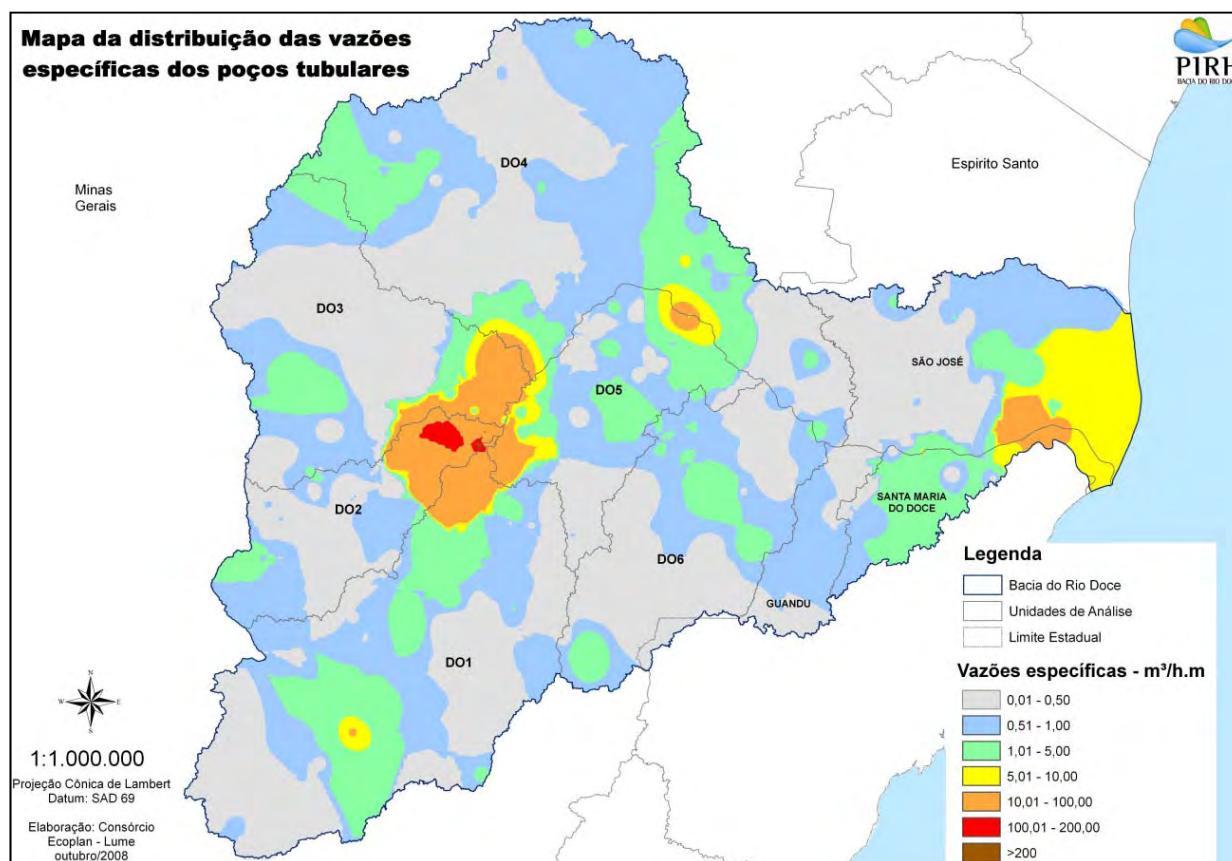 Mapa da distribuição das vazões
específicas dos poços tubulares
PIRH
BACIA DO RIO DOCE
Minas
Gerais
Espirito Santo
DO4
DO3
SÃO JOSÉ
DO5
SANTA MARIA
DO DOCE
DO2
DO6
GUANDU
DO1
N
W
E
S
1:1.000.000
Projeção Cônica de Lambert
Datum: SAD 69
Elaboração: Consórcio
Ecoplan - Lume
outubro/2008
Legenda
Bacia do Rio Doce
Unidades de Análise
Limite Estadual
Vazões específicas - m³/h.m
0,01 - 0,50
0,51 - 1,00
1,01 - 5,00
5,01 - 10,00
10,01 - 100,00
100,01 - 200,00
>200